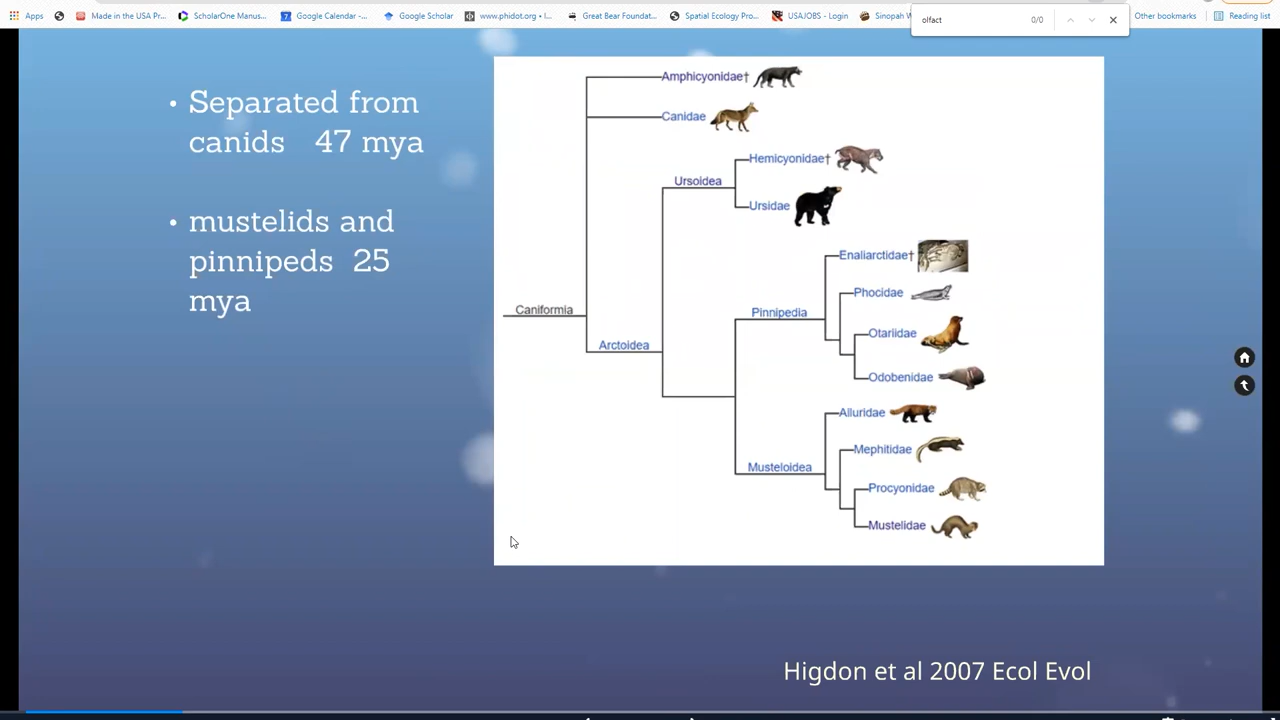 Apps
Made in the USA Pr...
ScholarOne Manus...
Google Calendar -...
Google Scholar
www.phidot.org • I...
Great Bear Foundat...
Spatial Ecology Pro...
USAJOBS - Login
Sinopah W
olfact
0/0
Other bookmarks
Reading list
• Separated from
canids 47 mya
• mustelids and
pinnipeds 25
mya
Amphicyonidae†
Canidae
Hemicyonidae†
Ursoidea
Ursidae
Enaliarctidae†
Phocidae
Caniformia
Pinnipedia
Otariidae
Arctoidea
Odobenidae
Ailuridae
Mephitidae
Musteloidea
Procyonidae
Mustelidae
Higdon et al 2007 Ecol Evol